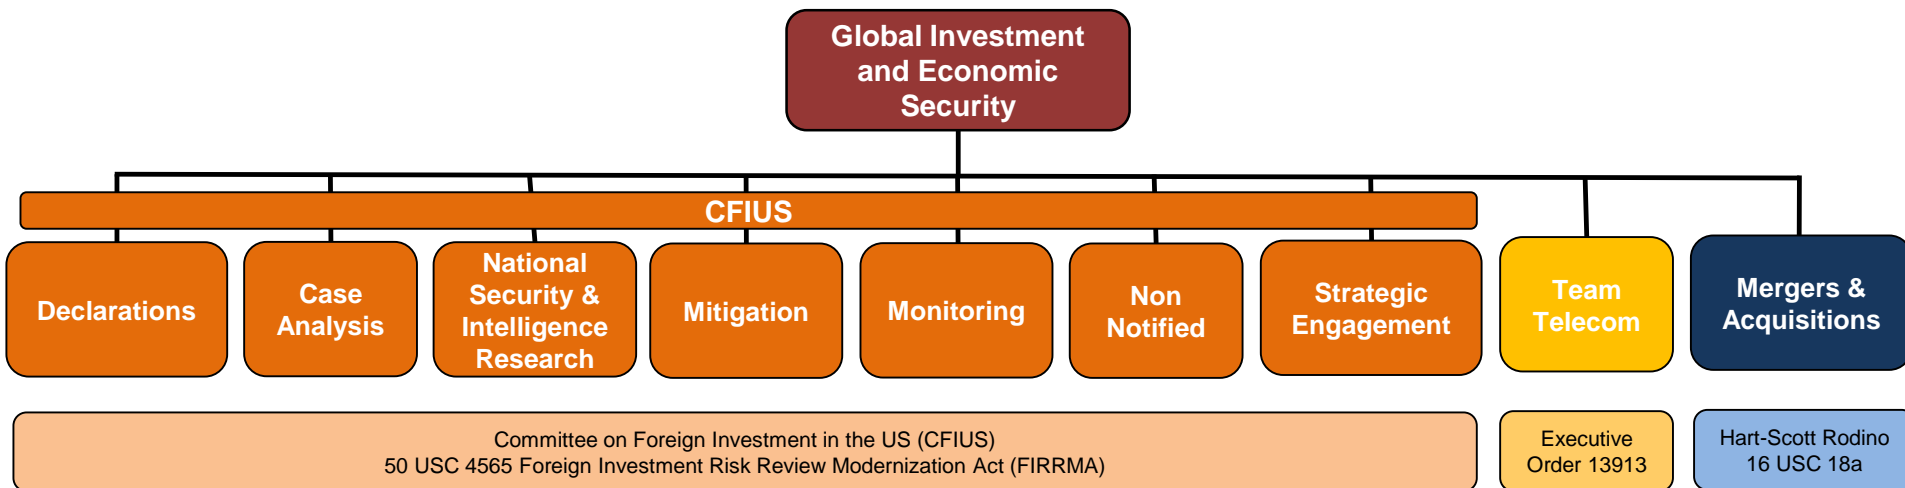 Global Investment
and Economic
Security
CFIUS
Declarations
Case
Analysis
National
Security &
Intelligence
Research
Mitigation
Monitoring
Non
Notified
Strategic
Engagement
Team
Telecom
Mergers &
Acquisitions
Committee on Foreign Investment in the US (CFIUS)
50 USC 4565 Foreign Investment Risk Review Modernization Act (FIRRMA)
Executive
Order 13913
Hart-Scott Rodino
16 USC 18a